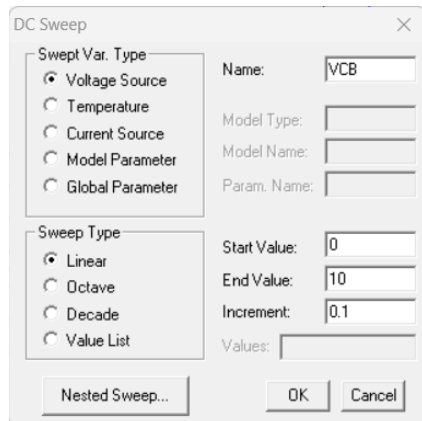 DC Sweep
Swept Var. Type
Voltage Source
Temperature
Current Source
Model Parameter
Global Parameter
Name: VCB
Model Type:
Model Name:
Param. Name:
Sweep Type
Linear
Octave
Decade
Value List
Start Value: 0
End Value: 10
Increment: 0.1
Values:
Nested Sweep...
OK
Cancel